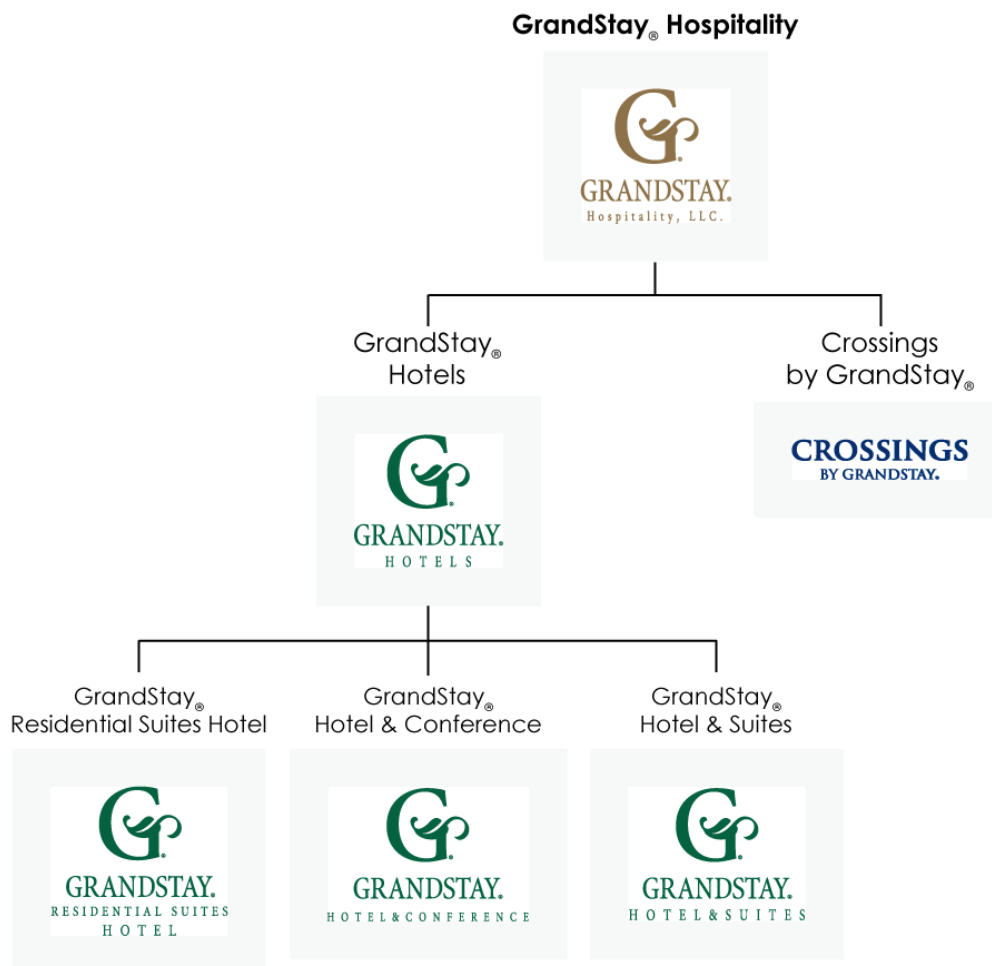 GrandStay® Hospitality
GRANDSTAY.
Hospitality, LLC.
GrandStay®
Hotels
GRANDSTAY.
HOTELS
Crossings
by GrandStay®
CROSSINGS
BY GRANDSTAY.
GrandStay®
Residential Suites Hotel
GRANDSTAY.
RESIDENTIAL SUITES
HOTEL
GrandStay®
Hotel & Conference
GRANDSTAY.
HOTEL&CONFERENCE
GrandStay®
Hotel & Suites
GRANDSTAY.
HOTEL&SUITES